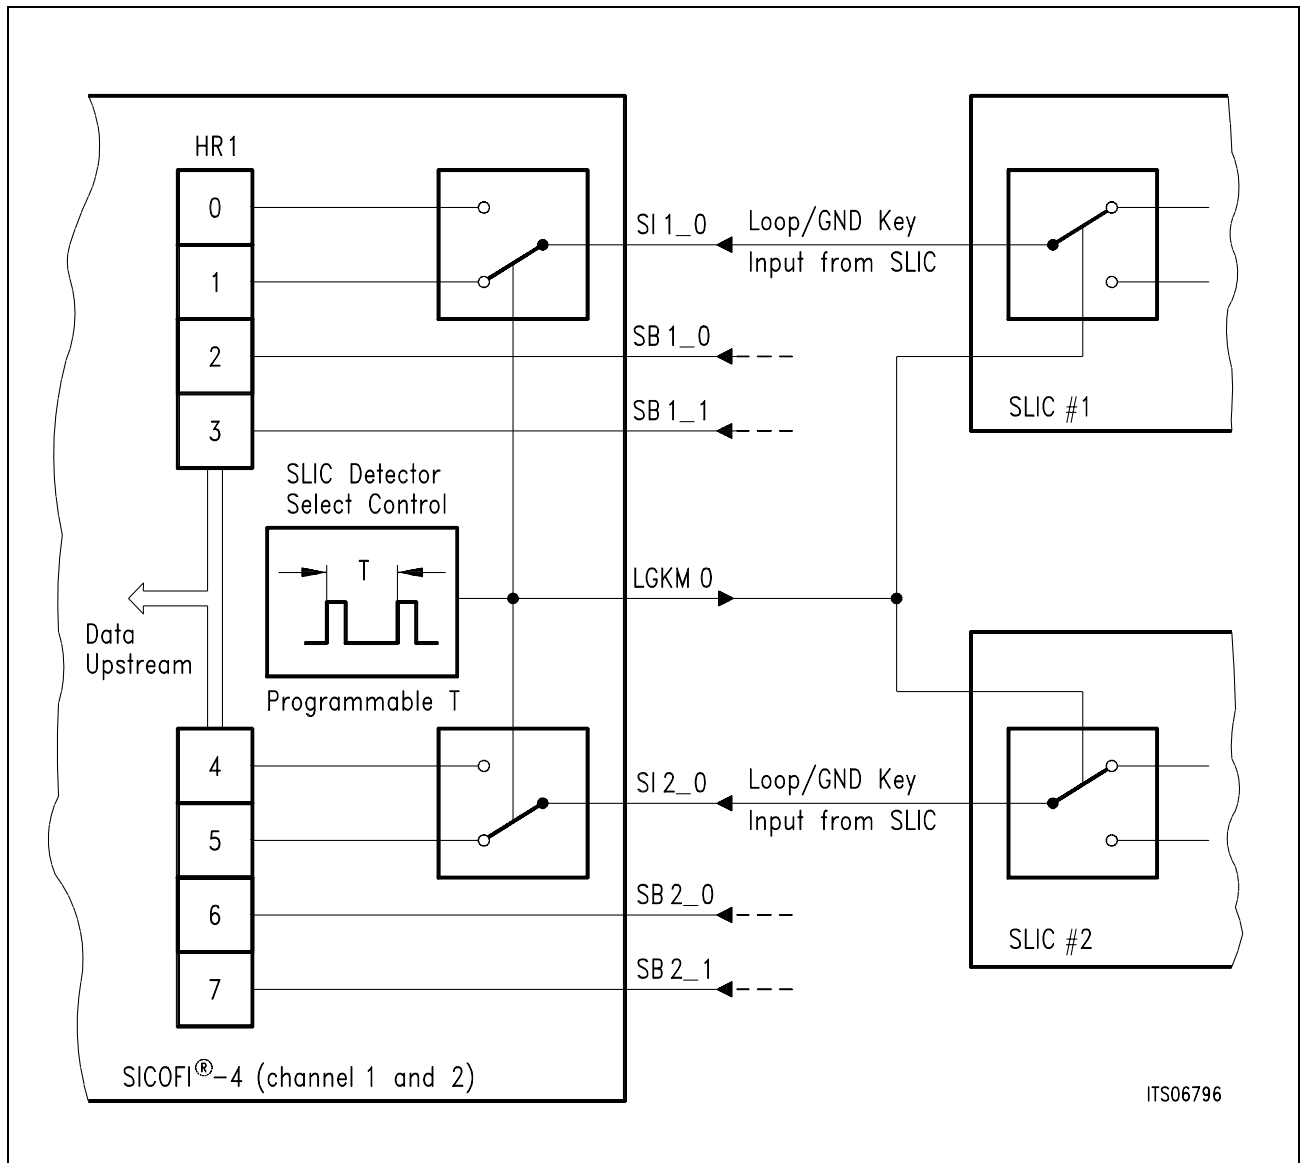 HR1
0
1
2
3
SI 1_0
Loop/GND Key
Input from SLIC
SB 1_0
SB 1_1
SLIC #1
SLIC Detector
Select Control
T
LGKM 0
Data
Upstream
Programmable T
4
5
6
7
SI 2_0
Loop/GND Key
Input from SLIC
SB 2_0
SB 2_1
SLIC #2
SICOFI®-4 (channel 1 and 2)
ITS06796